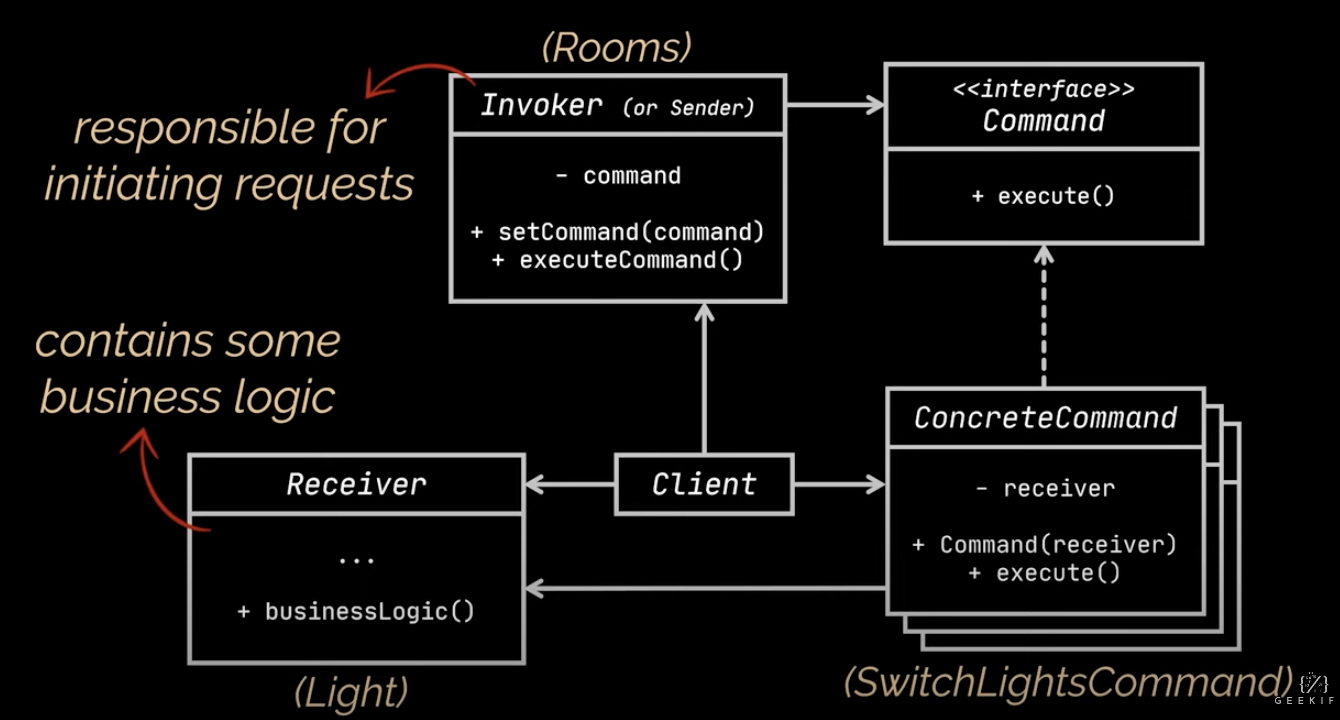 (Rooms)
responsible for
initiating requests
Invoker (or Sender)
- command
+ setCommand(command)
+ executeCommand()
<<interface>>
Command
+ execute()
contains some
business logic
Receiver
...
+ businessLogic()
(Light)
Client
ConcreteCommand
- receiver
+ Command(receiver)
+ execute()
(SwitchLightsCommand)
GEEKIF